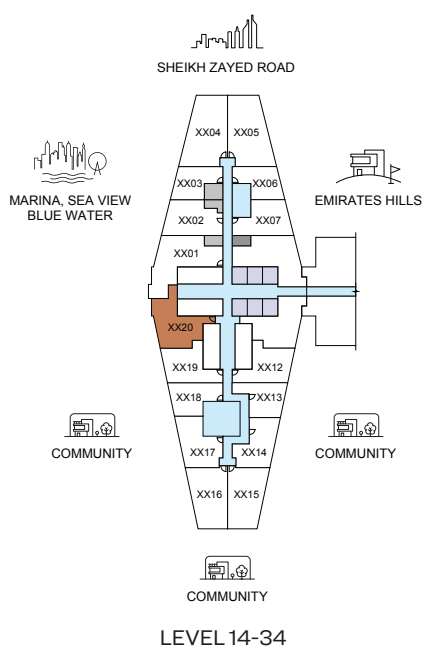 SHEIKH ZAYED ROAD
XX04
XX05
XX03
XX06
MARINA, SEA VIEW
BLUE WATER
EMIRATES HILLS
XX02
XX07
XX01
XX20
XX19
XX12
XX18
XX13
COMMUNITY
XX17
XX14
COMMUNITY
XX16
XX15
COMMUNITY
LEVEL 14-34